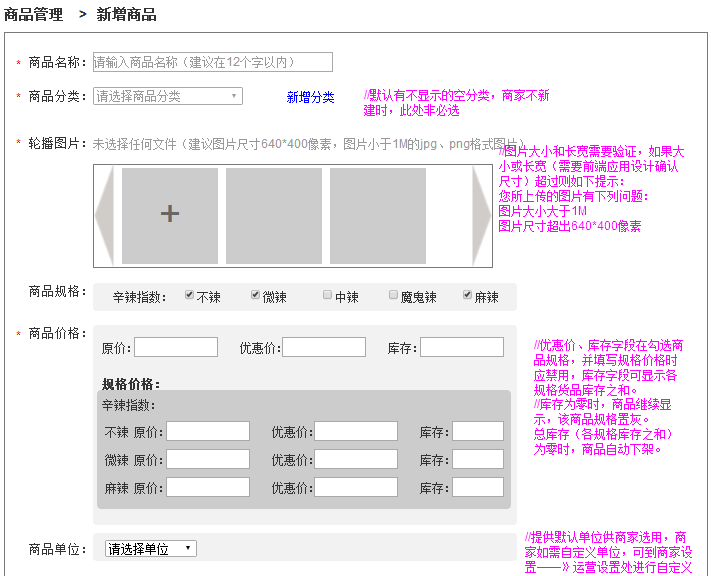 商品管理 > 新增商品
* 商品名称： 请输入商品名称（建议在12个字以内）
* 商品分类： 请选择商品分类 新增分类
//默认有不显示的空分类，商家不新
建时，此处非必选
* 轮播图片： 未选择任何文件（建议图片尺寸640*400像素，图片小于1M的jpg、png格式图片）
//图片大小和长宽需要验证，如果大
小或长宽（需要前端应用设计确认
尺寸）超过则如下提示：
您所上传的图片有下列问题：
图片大小大于1M
图片尺寸超出640*400像素
+
商品规格： 辛辣指数： 不辣 微辣 中辣 魔鬼辣 麻辣
* 商品价格：
原价： 优惠价： 库存：
//优惠价、库存字段在勾选商
品规格，并填写规格价格时
应禁用，库存字段可显示各
规格货品库存之和。
//库存为零时，商品继续显
示，该商品规格置灰。
总库存（各规格库存之和）
为零时，商品自动下架。
规格价格：
辛辣指数：
不辣 原价： 优惠价： 库存：
微辣 原价： 优惠价： 库存：
麻辣 原价： 优惠价： 库存：
商品单位： 请选择单位
//提供默认单位供商家选用，商
家如需自定义单位，可到商家设
置——》运营设置处进行自定义